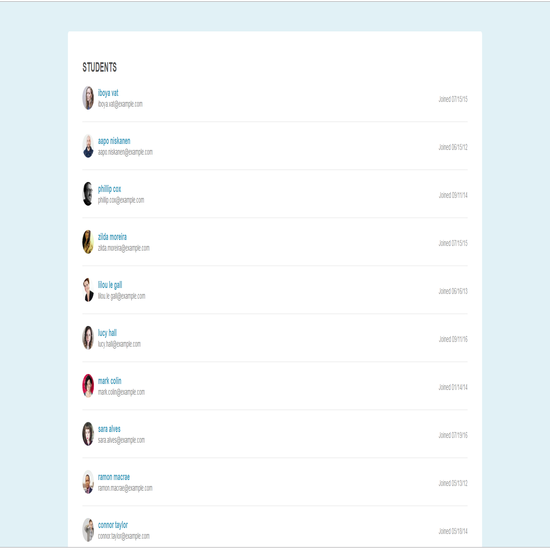 STUDENTS
iboya vat
iboya.vat@example.com
Joined 07/15/15
aapo niskanen
aapo.niskanen@example.com
Joined 06/15/12
phillip cox
phillip.cox@example.com
Joined 09/11/14
zilda moreira
zilda.moreira@example.com
Joined 07/15/15
lilou le gall
lilou.le gall@example.com
Joined 06/16/13
lucy hall
lucy.hall@example.com
Joined 09/11/16
mark colin
mark.colin@example.com
Joined 01/14/14
sara alves
sara.alves@example.com
Joined 07/19/16
ramon macrae
ramon.macrae@example.com
Joined 05/13/12
connor taylor
connor.taylor@example.com
Joined 05/18/14